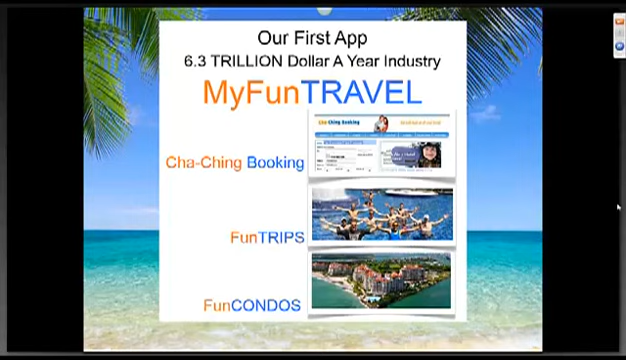 Our First App
6.3 TRILLION Dollar A Year Industry
MyFunTRAVEL
Cha-Ching Booking
Cha-Ching Booking
FunTRIPS
FunCONDOS